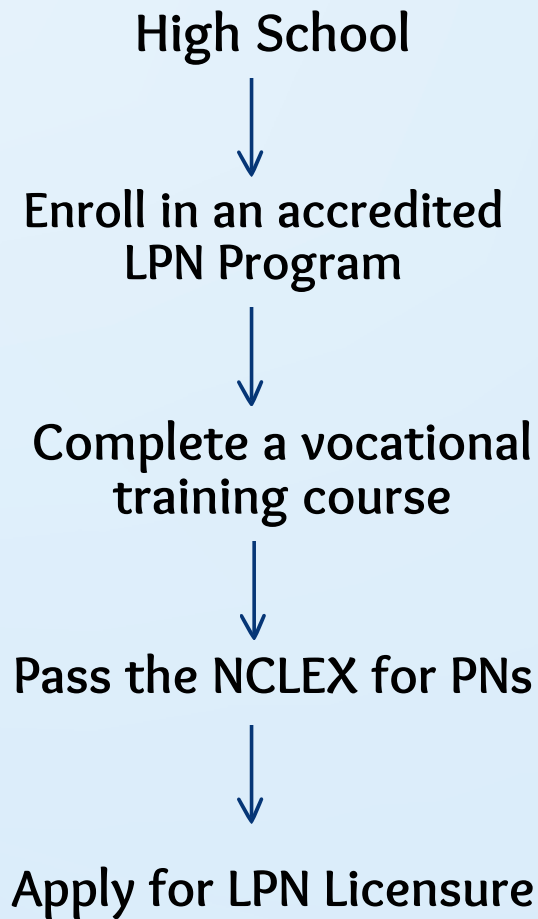 High School
Enroll in an accredited
LPN Program
Complete a vocational
training course
Pass the NCLEX for PNs
Apply for LPN Licensure